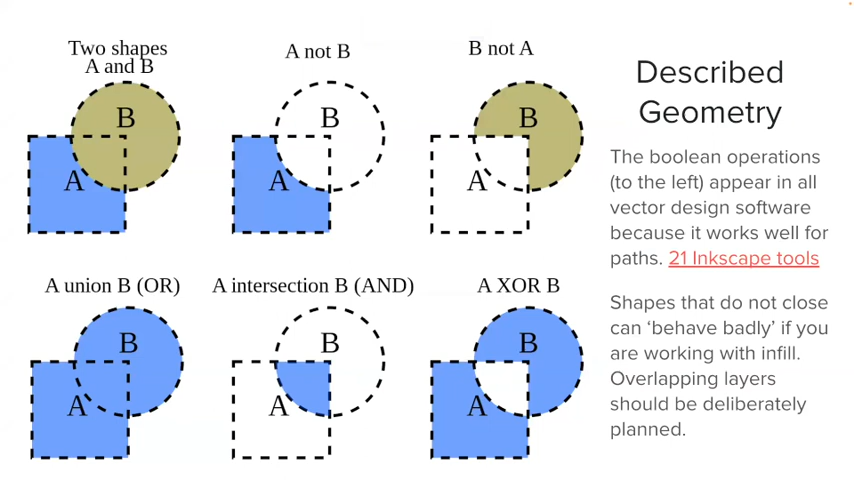 Two shapes
A and B
B
A
A not B
B
A
B not A
B
A
A union B (OR)
B
A
A intersection B (AND)
B
A
A XOR B
B
A
Described
Geometry
The boolean operations
(to the left) appear in all
vector design software
because it works well for
paths. 21 Inkscape tools
Shapes that do not close
can ‘behave badly’ if you
are working with infill.
Overlapping layers
should be deliberately
planned.